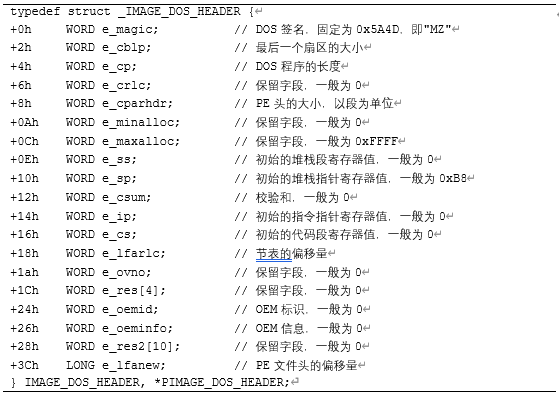 typedef struct _IMAGE_DOS_HEADER {
+0h WORD e_magic; // DOS 签名，固定为 0x5A4D，即"MZ"
+2h WORD e_cblp; // 最后一个扇区的大小
+4h WORD e_cp; // DOS 程序的长度
+6h WORD e_crlc; // 保留字段，一般为 0
+8h WORD e_cparhdr; // PE 头的大小，以段为单位
+0Ah WORD e_minalloc; // 保留字段，一般为 0
+0Ch WORD e_maxalloc; // 保留字段，一般为 0xFFFF
+0Eh WORD e_ss; // 初始的堆栈段寄存器值，一般为 0
+10h WORD e_sp; // 初始的堆栈指针寄存器值，一般为 0xB8
+12h WORD e_csum; // 校验和，一般为 0
+14h WORD e_ip; // 初始的指令指针寄存器值，一般为 0
+16h WORD e_cs; // 初始的代码段寄存器值，一般为 0
+18h WORD e_lfarlc; // 节表的偏移量
+1ah WORD e_ovno; // 保留字段，一般为 0
+1Ch WORD e_res[4]; // 保留字段，一般为 0
+24h WORD e_oemid; // OEM 标识，一般为 0
+26h WORD e_oeminfo; // OEM 信息，一般为 0
+28h WORD e_res2[10]; // 保留字段，一般为 0
+3Ch LONG e_lfanew; // PE 文件头的偏移量
} IMAGE_DOS_HEADER, *PIMAGE_DOS_HEADER;